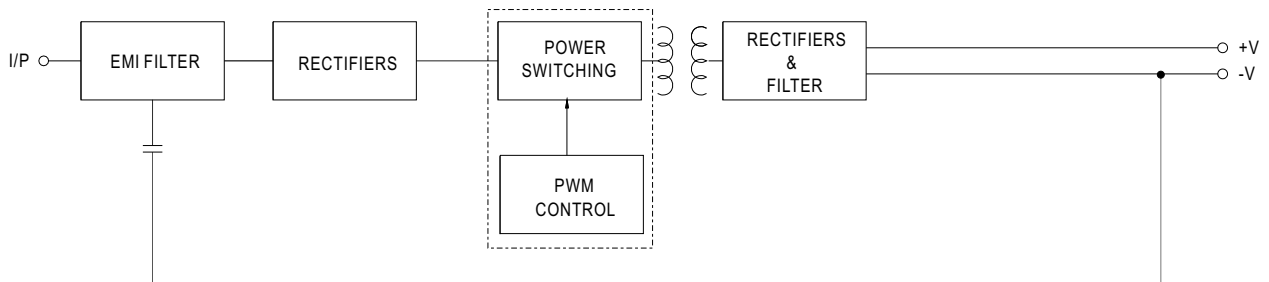 I/P
EMI FILTER
RECTIFIERS
POWER
SWITCHING
PWM
CONTROL
RECTIFIERS
&
FILTER
+V
-V